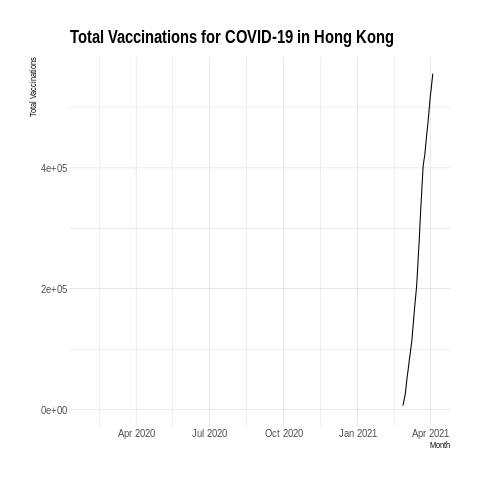 Total Vaccinations for COVID-19 in Hong Kong
Total Vaccinations
4e+05
2e+05
0e+00
Apr 2020 Jul 2020 Oct 2020 Jan 2021 Apr 2021
Month